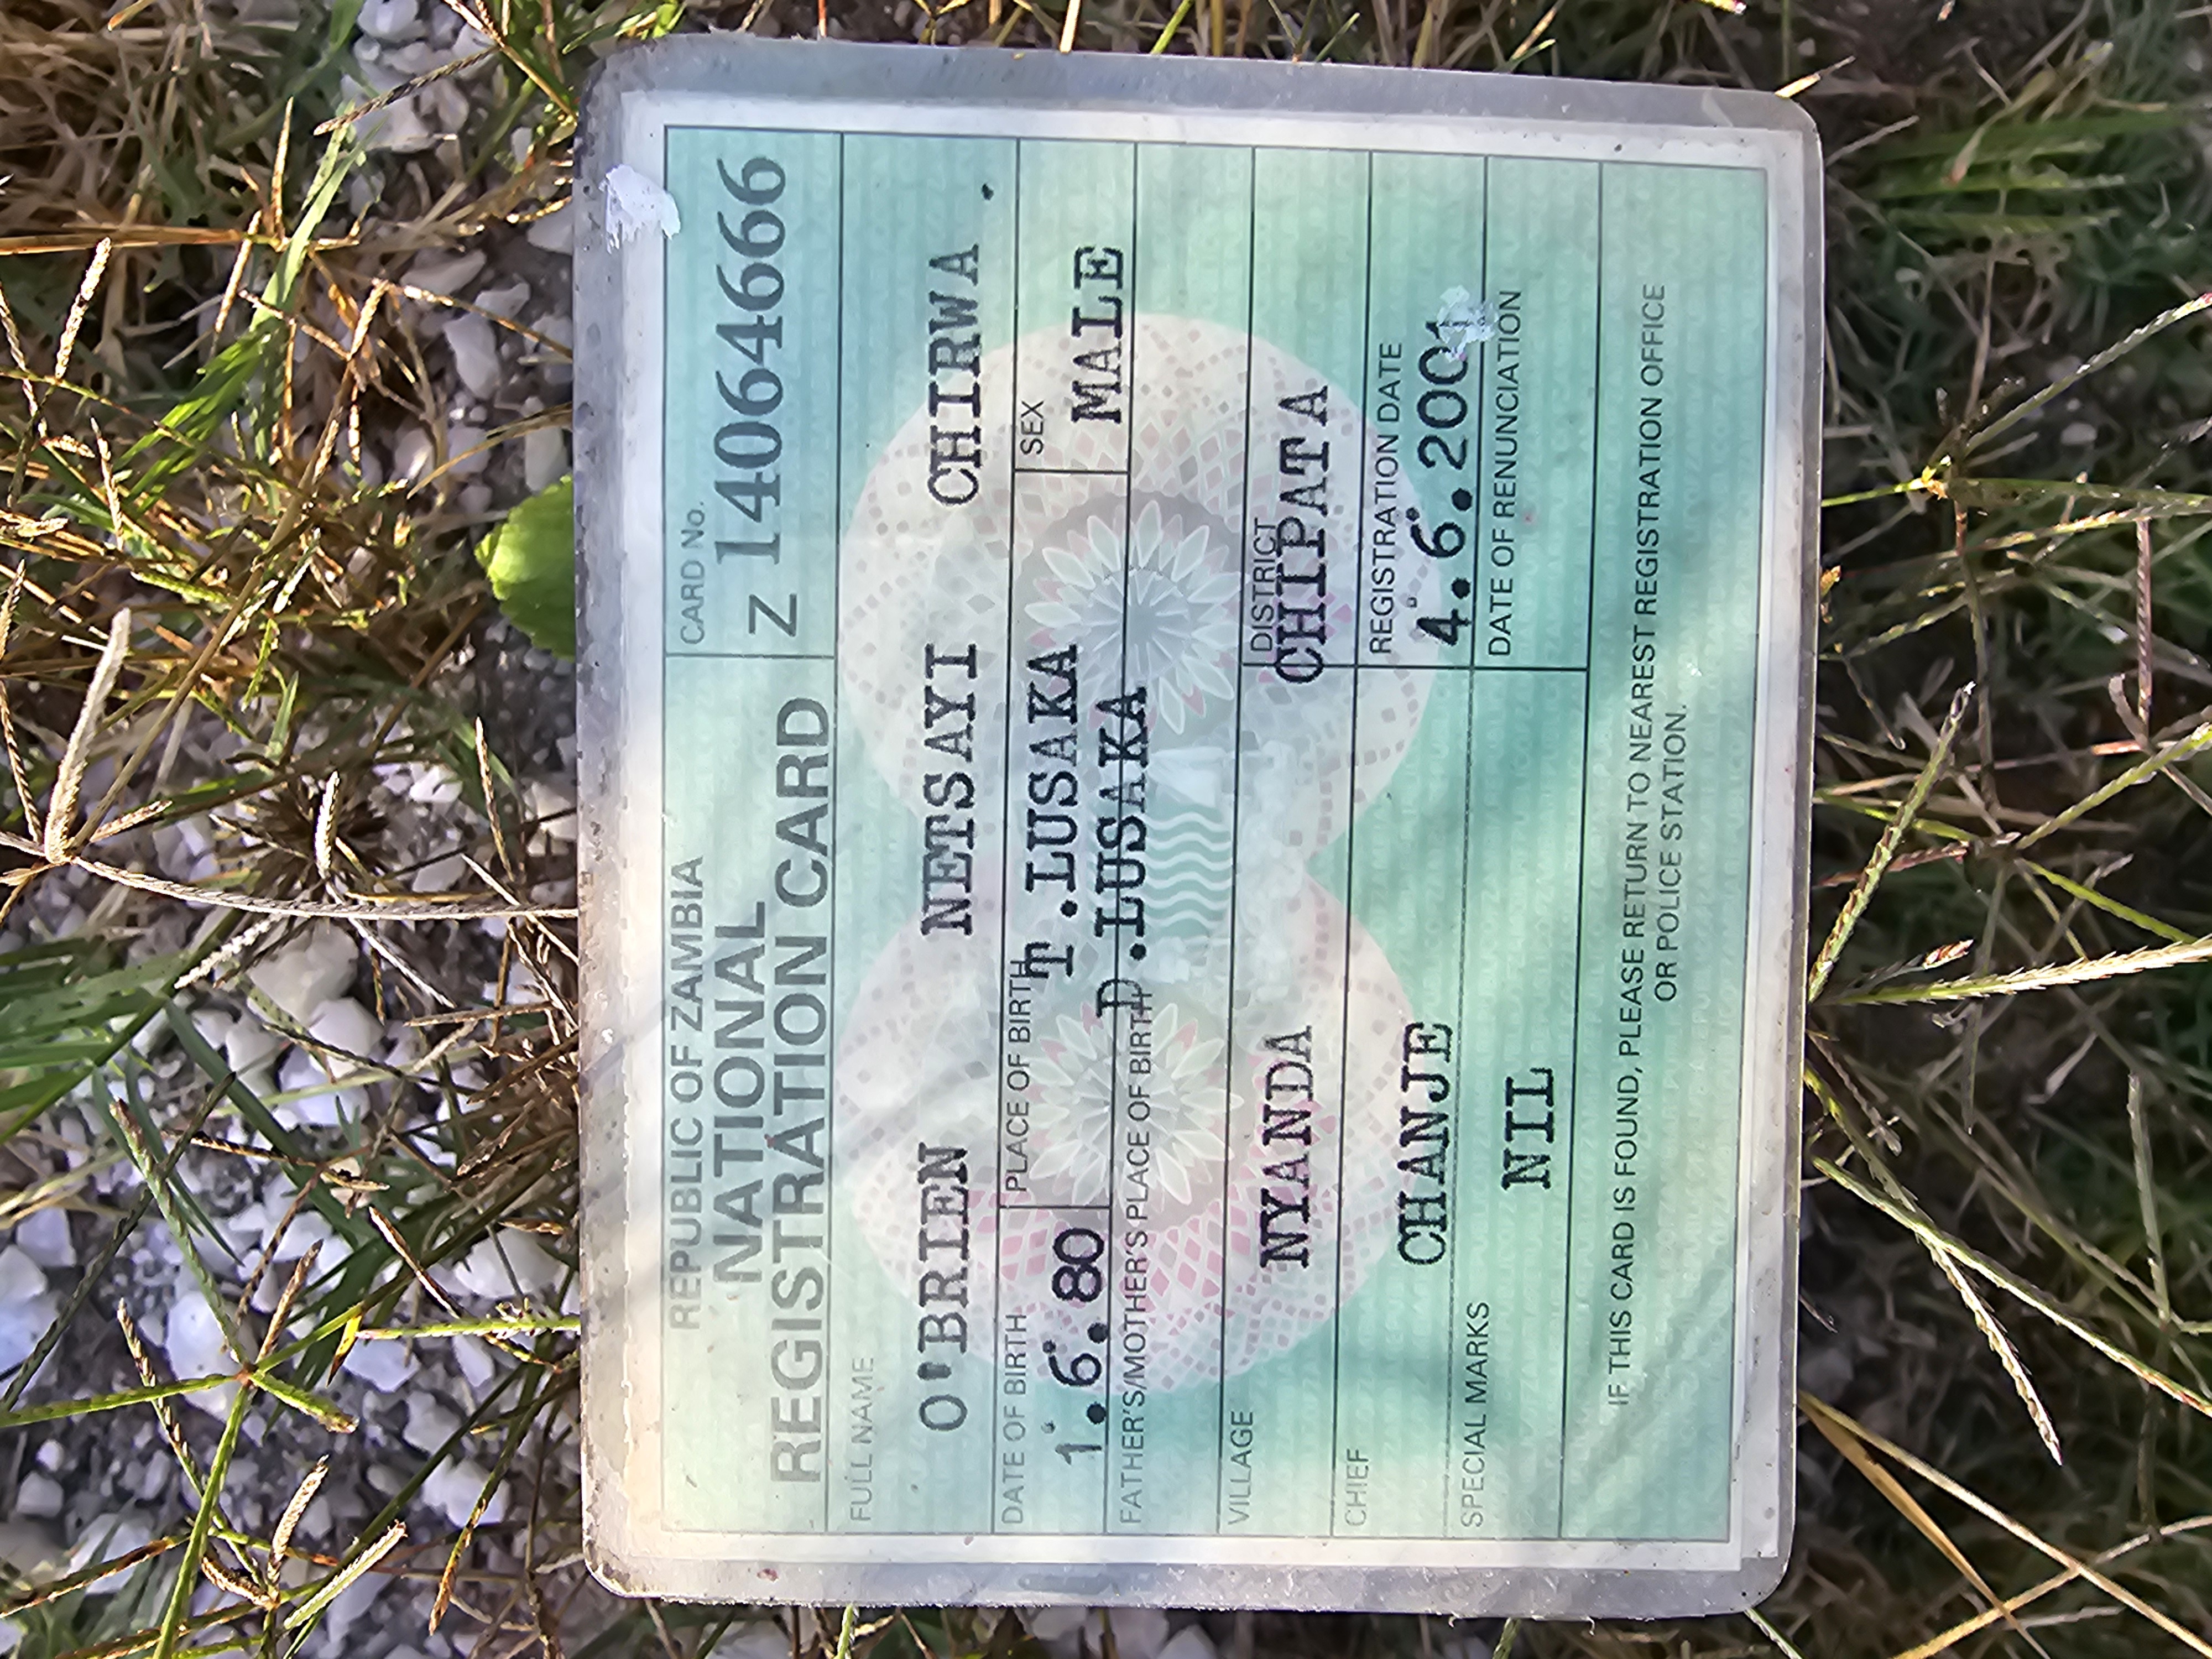 REPUBLIC OF ZAMBIA
NATIONAL
REGISTRATION CARD
CARD No.
Z 14064666
FULL NAME
O'BRIEN NETSAYI CHIRWA
DATE OF BIRTH
1.6.80
PLACE OF BIRTH
T.LUSAKA
SEX
MALE
FATHER'S/MOTHER'S PLACE OF BIRTH
D.LUSAKA
VILLAGE
NYANDA
DISTRICT
CHIPATA
CHIEF
CHANJE
REGISTRATION DATE
4.6.2001
SPECIAL MARKS
NIL
DATE OF RENUNCIATION
IF THIS CARD IS FOUND, PLEASE RETURN TO NEAREST REGISTRATION OFFICE
OR POLICE STATION.